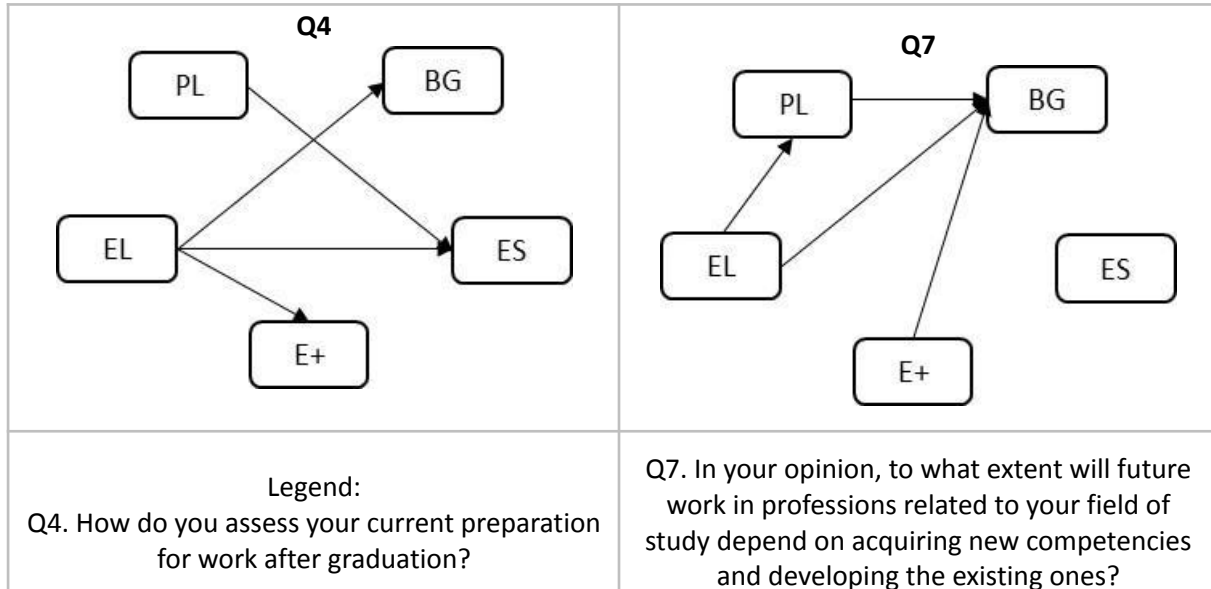 Q4
PL
BG
EL
ES
E+
Q7
PL
BG
EL
ES
E+
Legend:
Q4. How do you assess your current preparation
for work after graduation?
Q7. In your opinion, to what extent will future
work in professions related to your field of
study depend on acquiring new competencies
and developing the existing ones?